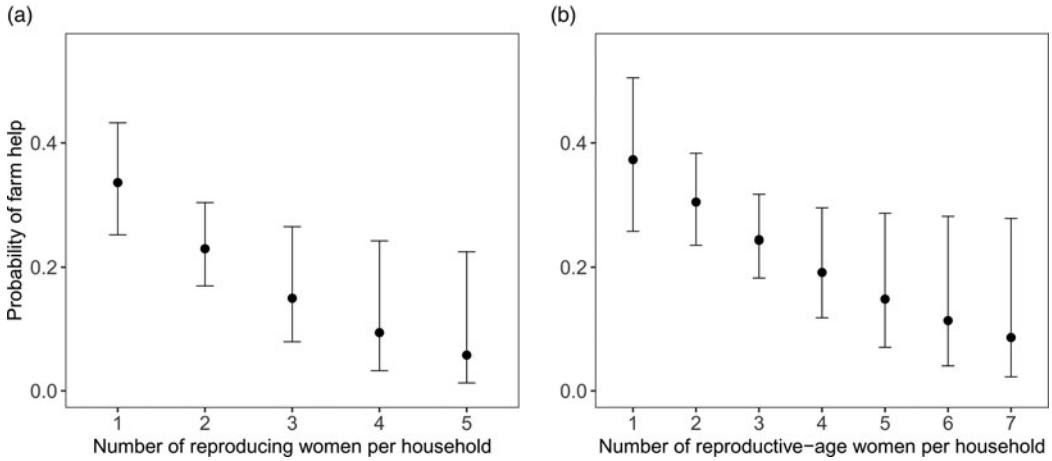 (a)
Probability of farm help
0.4
0.2
0.0
1 2 3 4 5
Number of reproducing women per household
(b)
0.4
0.2
0.0
1 2 3 4 5 6 7
Number of reproductive-age women per household